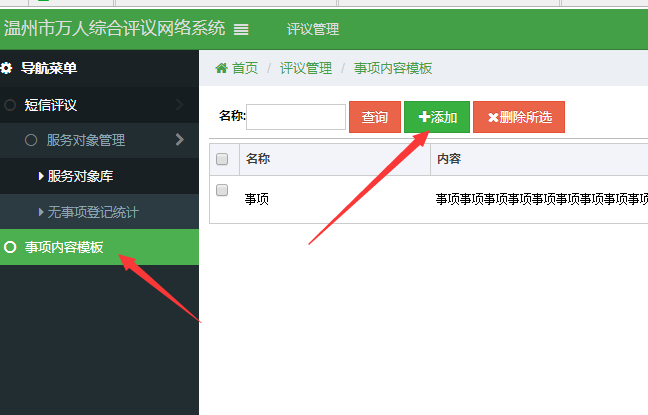 温州市万人综合评议网络系统 评议管理
导航菜单
首页 / 评议管理 / 事项内容模板
短信评议
服务对象管理
服务对象库
无事项登记统计
事项内容模板
名称: 查询 添加 删除所选
名称 内容
事项 事项事项事项事项事项事项事项事项事项